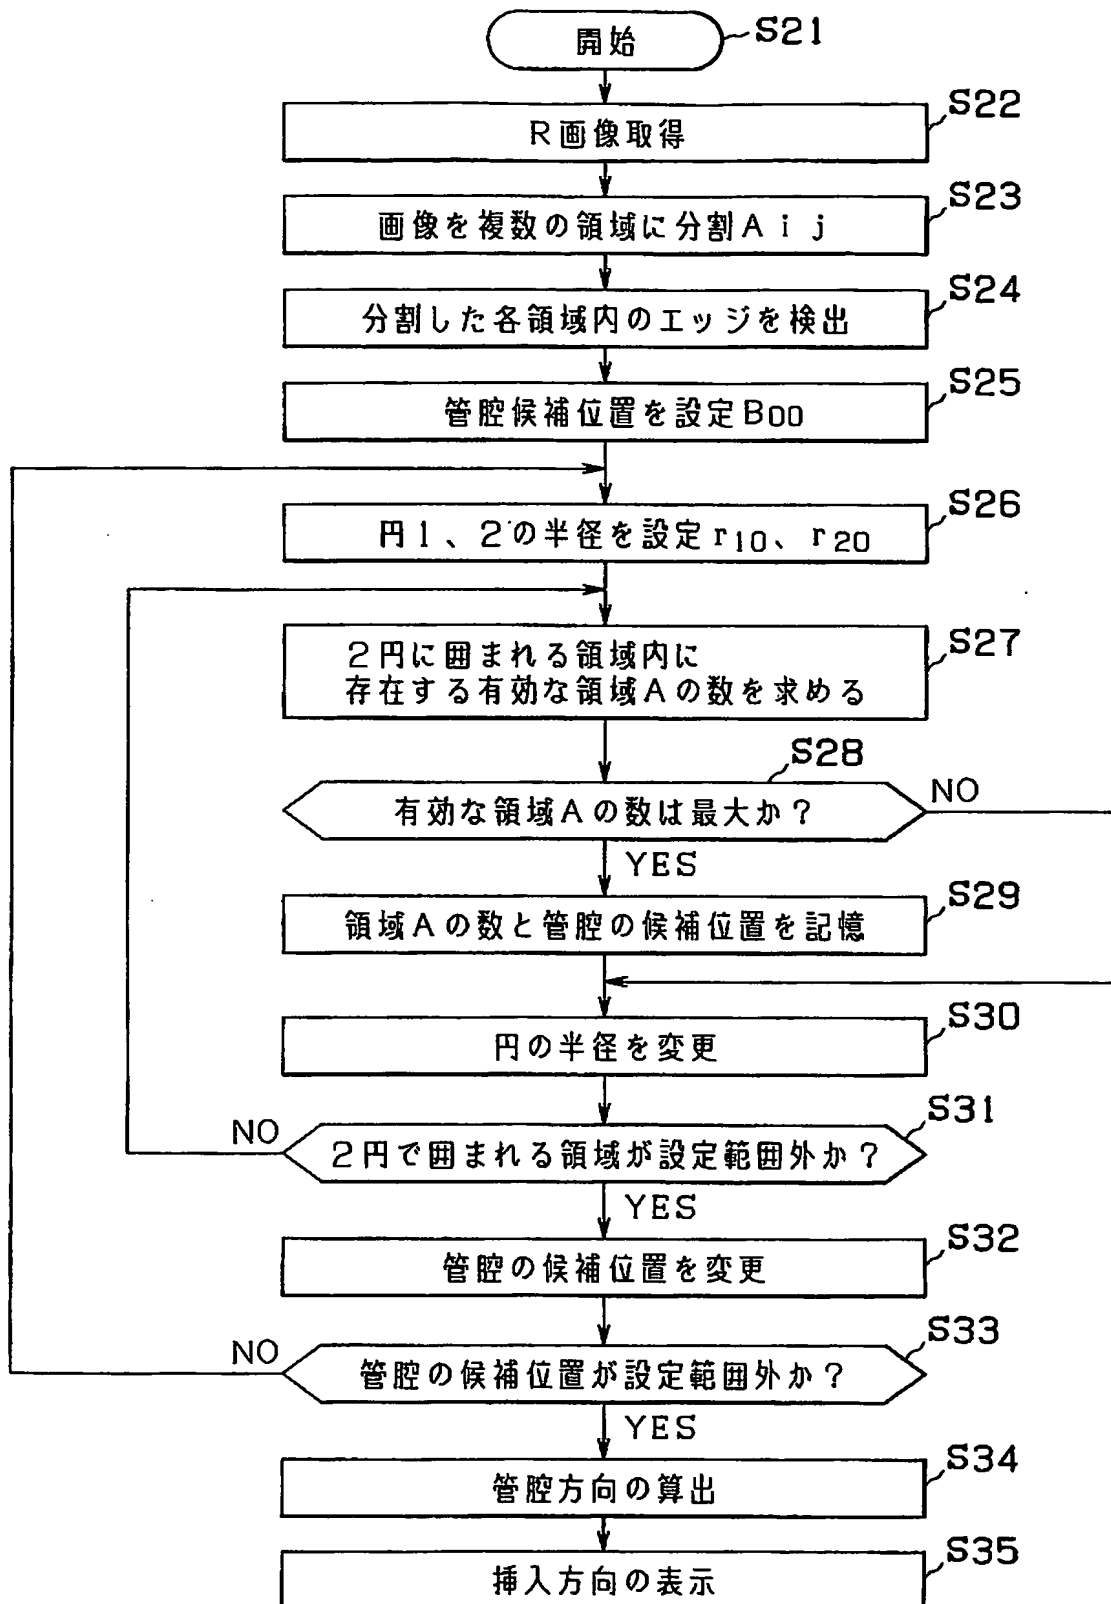 開始
S21
R画像取得
S22
画像を複数の領域に分割Aij
S23
分割した各領域内のエッジを検出
S24
管腔候補位置を設定B00
S25
円1、2の半径を設定r10、r20
S26
2円に囲まれる領域内に
存在する有効な領域Aの数を求める
S27
有効な領域Aの数は最大か?
S28
NO
YES
領域Aの数と管腔の候補位置を記憶
S29
円の半径を変更
S30
2円で囲まれる領域が設定範囲外か?
S31
NO
YES
管腔の候補位置を変更
S32
管腔の候補位置が設定範囲外か?
S33
NO
YES
管腔方向の算出
S34
挿入方向の表示
S35